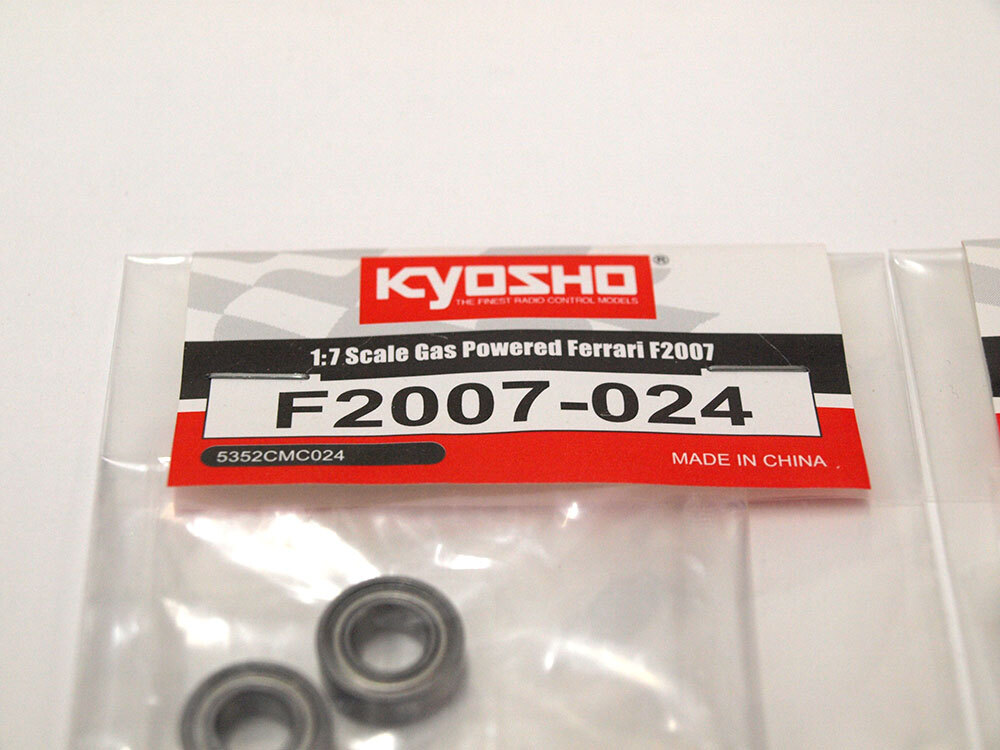 KYOSHO®
THE FINEST RADIO CONTROL MODELS
1:7 Scale Gas Powered Ferrari F2007
F2007-024
5352CMC024
MADE IN CHINA